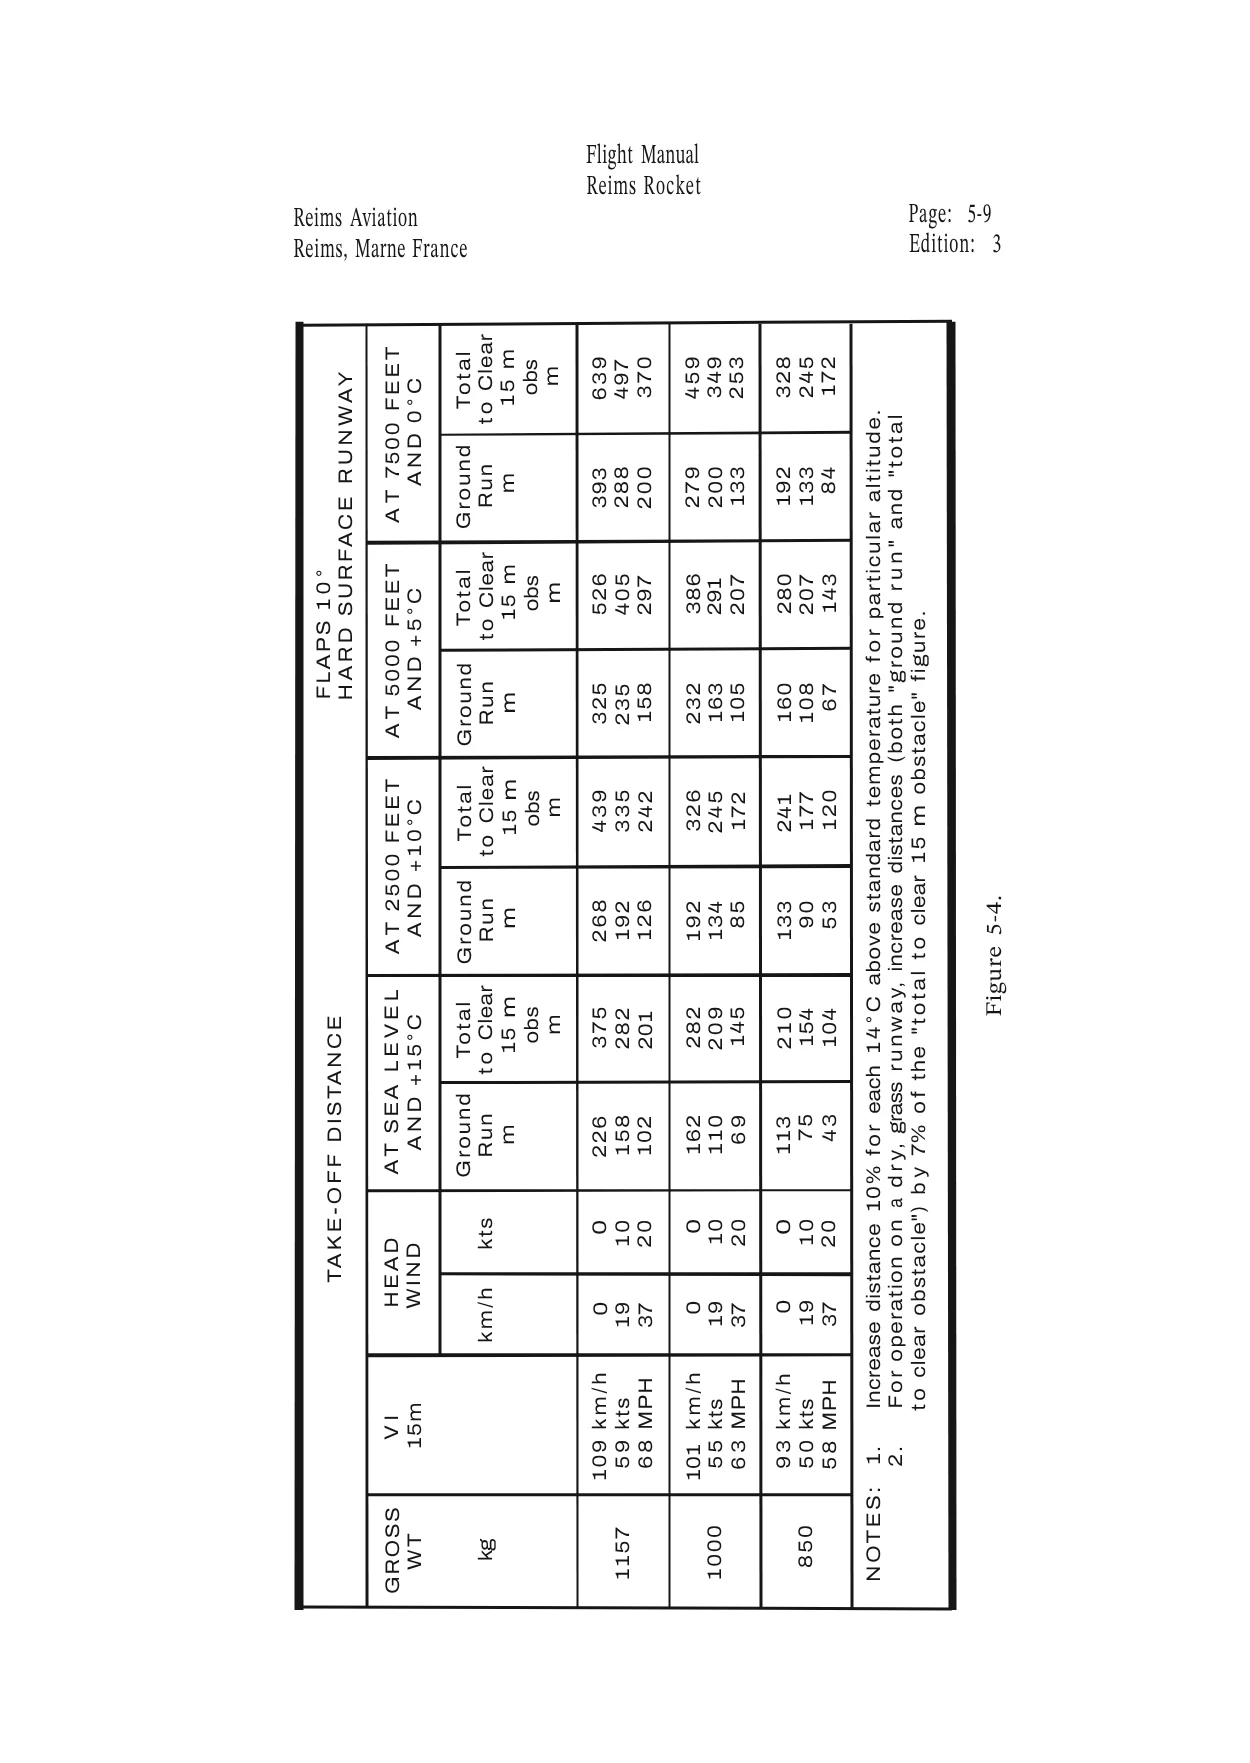 Flight Manual
Reims Rocket
Reims Aviation
Reims, Marne France
Page: 5-9
Edition: 3
TAKE-OFF DISTANCE
FLAPS 10°
HARD SURFACE RUNWAY
GROSS WT VI 15m HEAD WIND AT SEA LEVEL AND +15°C AT 2500 FEET AND +10°C AT 5000 FEET AND +5°C AT 7500 FEET AND 0°C
kg km/h kts Ground Run m Total to Clear 15 m obs m Ground Run m Total to Clear 15 m obs m Ground Run m Total to Clear 15 m obs m Ground Run m Total to Clear 15 m obs m
109 km/h 0 0 226 375 268 439 325 526 393 639
1157 59 kts 19 10 158 282 192 335 235 405 288 497
68 MPH 37 20 102 201 126 242 158 297 200 370
101 km/h 0 0 162 282 192 326 232 386 279 459
1000 55 kts 19 10 110 209 134 245 163 291 200 349
63 MPH 37 20 69 145 85 172 105 207 133 253
93 km/h 0 0 113 210 133 241 160 280 192 328
850 50 kts 19 10 75 154 90 177 108 207 133 245
58 MPH 37 20 43 104 53 120 67 143 84 172
NOTES: 1. Increase distance 10% for each 14°C above standard temperature for particular altitude.
2. For operation on a dry, grass runway, increase distances (both "ground run" and "total
to clear obstacle") by 7% of the "total to clear 15 m obstacle" figure.
Figure 5-4.